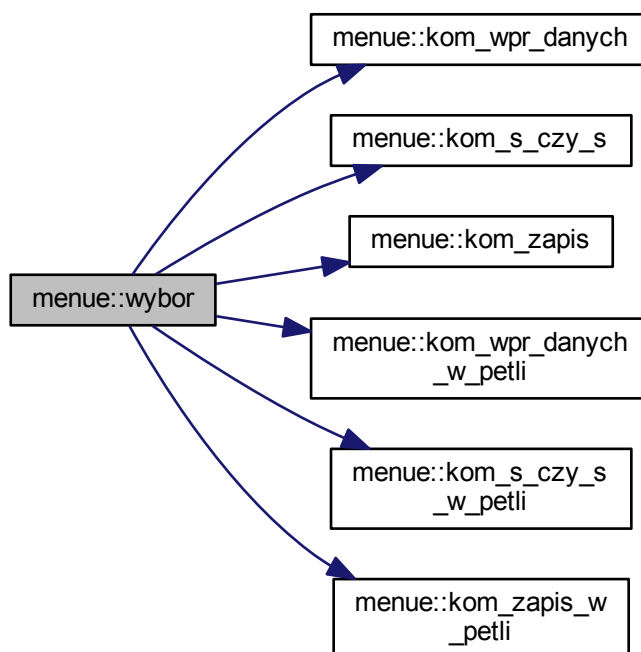 menue::kom_wpr_danych
menue::kom_s_czy_s
menue::kom_zapis
menue::wybor
menue::kom_wpr_danych
_w_petli
menue::kom_s_czy_s
_w_petli
menue::kom_zapis_w
_petli